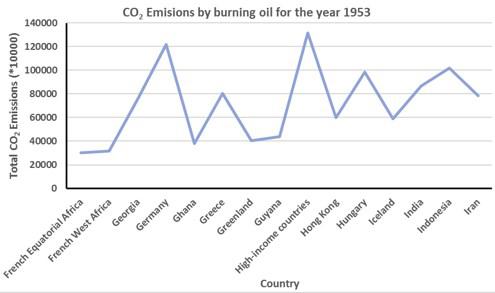 CO₂ Emisions by burning oil for the year 1953
Total CO₂ Emissions (*10000)
140000
120000
100000
80000
60000
40000
20000
0
French Equatorial Africa
French West Africa
Georgia
Germany
Ghana
Greece
Greenland
Guyana
High-income countries
Hong Kong
Hungary
Iceland
India
Indonesia
Iran
Country